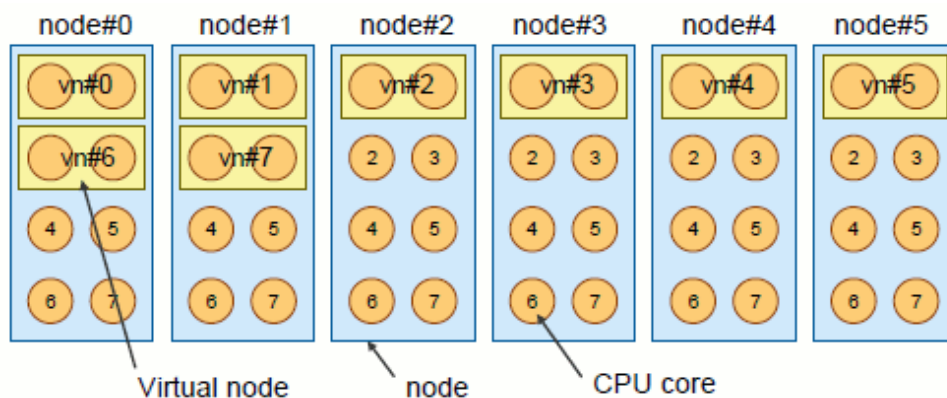 node#0 node#1 node#2 node#3 node#4 node#5
vn#0 vn#1 vn#2 vn#3 vn#4 vn#5
vn#6 vn#7 2 3 2 3 2 3 2 3
4 5 4 5 4 5 4 5 4 5 4 5
6 7 6 7 6 7 6 7 6 7 6 7
Virtual node node CPU core